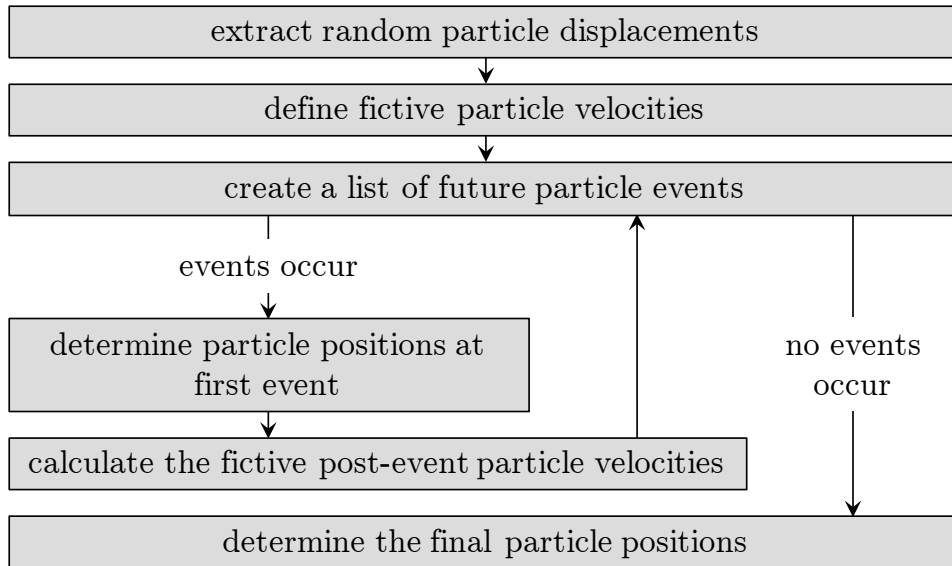 extract random particle displacements
define fictive particle velocities
create a list of future particle events
events occur
determine particle positions at
first event
no events
occur
calculate the fictive post-event particle velocities
determine the final particle positions